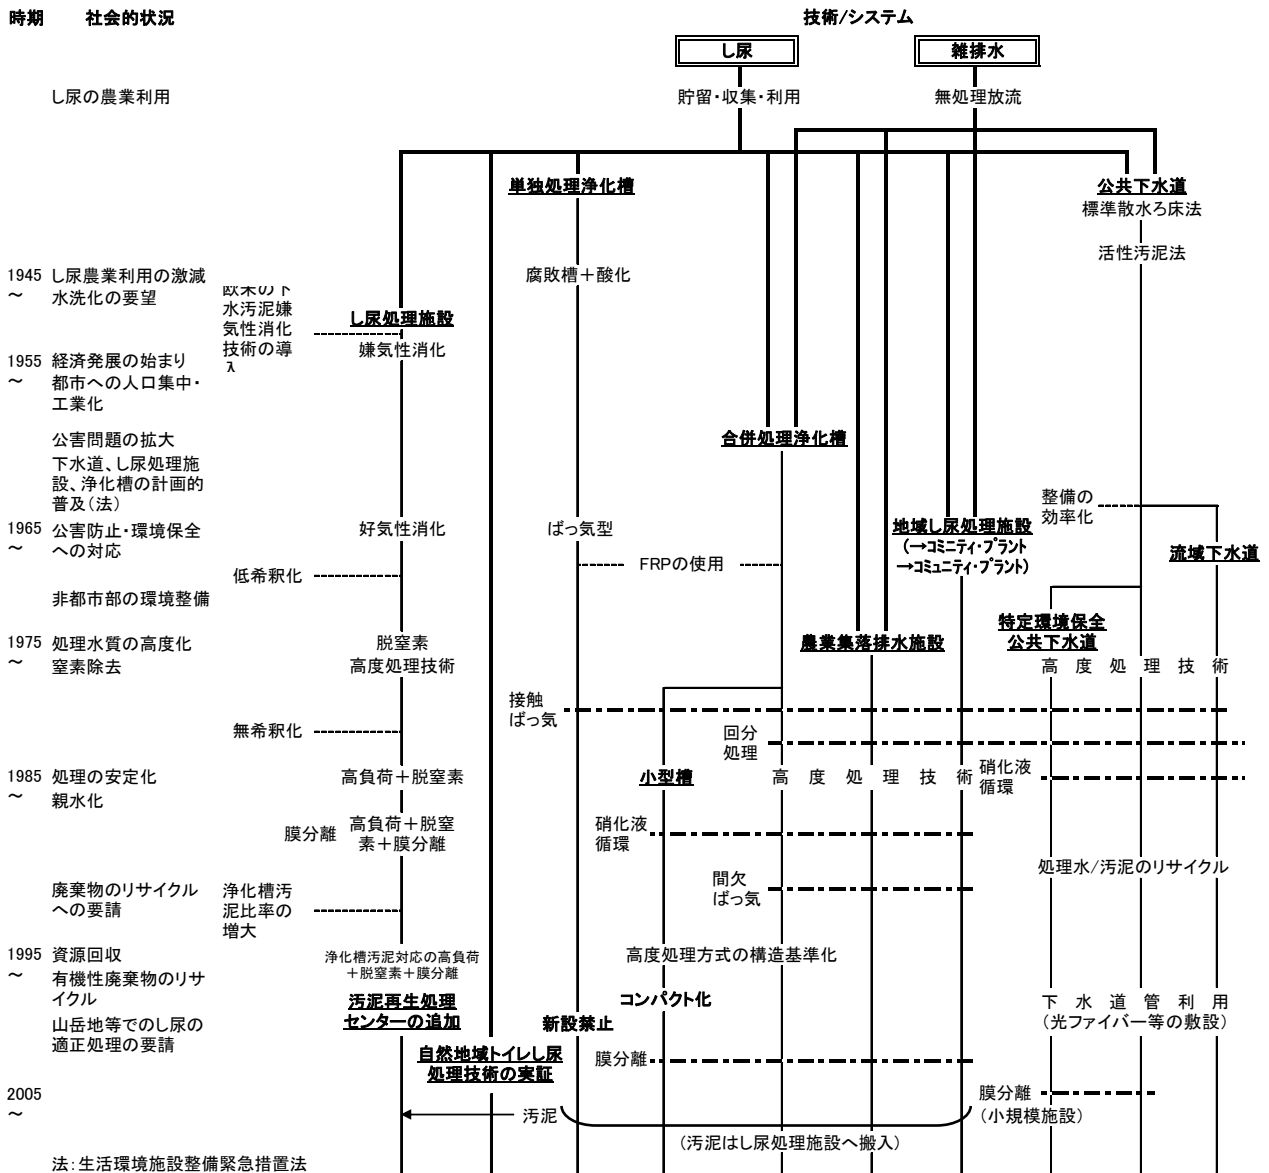 時期 社会的状況 技術/システム
し尿 雑排水
し尿の農業利用 貯留・収集・利用 無処理放流
単独処理浄化槽 公共下水道
標準散水ろ床法
活性汚泥法
1945 し尿農業利用の激減
～ 水洗化の要望
腐敗槽＋酸化
欧米の下
水汚泥嫌
気性消化
技術の導
入
し尿処理施設
嫌気性消化
1955 経済発展の始まり
～ 都市への人口集中・
工業化
公害問題の拡大
合併処理浄化槽
下水道、し尿処理施
設、浄化槽の計画的
普及（法）
整備の
効率化
1965 公害防止・環境保全
～ への対応
好気性消化 ばっ気型
地域し尿処理施設
（→コミニティ・プラント
→コミュニティ・プラント）
流域下水道
低希釈化
FRPの使用
非都市部の環境整備
特定環境保全
公共下水道
1975 処理水質の高度化
～ 窒素除去
脱窒素
高度処理技術
農業集落排水施設
高度処理技術
接触
ばっ気
無希釈化
回分
処理
1985 処理の安定化
～ 親水化
高負荷＋脱窒素
小型槽
高度処理技術
硝化液
循環
膜分離
高負荷＋脱窒
素＋膜分離
硝化液
循環
処理水/汚泥のリサイクル
廃棄物のリサイクル
への要請
浄化槽汚
泥比率の
増大
間欠
ばっ気
1995 資源回収
～ 有機性廃棄物のリサ
イクル
浄化槽汚泥対応の高負荷
＋脱窒素＋膜分離
高度処理方式の構造基準化
汚泥再生処理
センターの追加
コンパクト化
下水道管利用
（光ファイバー等の敷設）
山岳地等でのし尿の
適正処理の要請
新設禁止
自然地域トイレし尿
処理技術の実証
膜分離
2005
～
膜分離
（小規模施設）
汚泥
（汚泥はし尿処理施設へ搬入）
法：生活環境施設整備緊急措置法